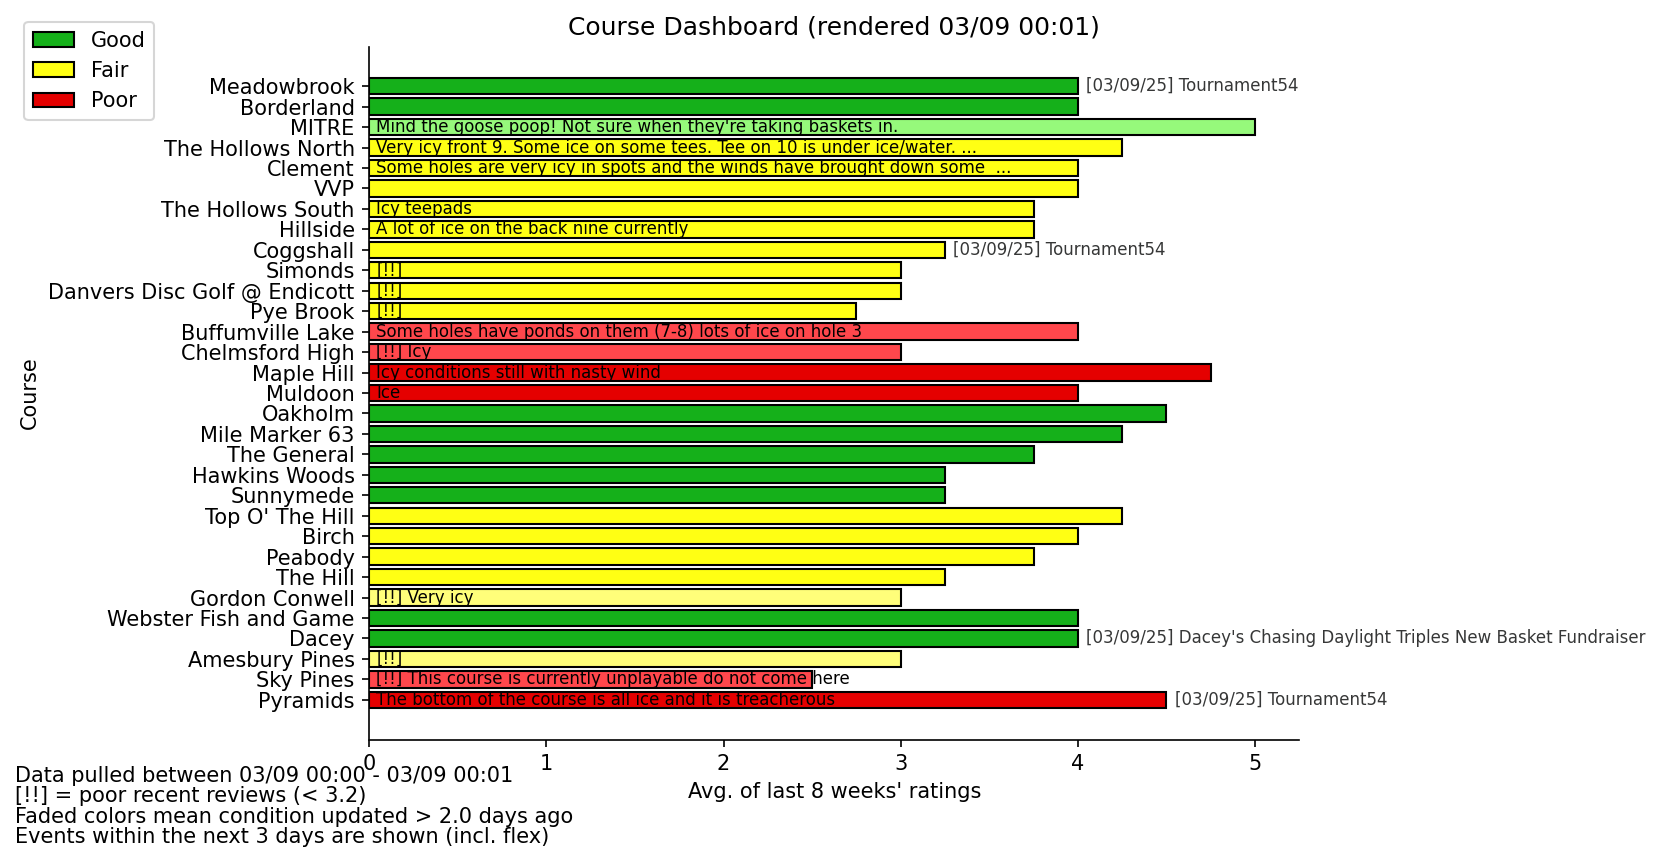 Course Dashboard (rendered 03/09 00:01)
Good
Fair
Poor
Meadowbrook [03/09/25] Tournament54
Borderland
MITRE Mind the goose poop! Not sure when they're taking baskets in.
The Hollows North Very icy front 9. Some ice on some tees. Tee on 10 is under ice/water. ...
Clement Some holes are very icy in spots and the winds have brought down some ...
VVP
The Hollows South Icy teepads
Hillside A lot of ice on the back nine currently
Coggshall [03/09/25] Tournament54
Simonds [!!]
Danvers Disc Golf @ Endicott [!!]
Pye Brook [!!]
Buffumville Lake Some holes have ponds on them (7-8) lots of ice on hole 3
Chelmsford High [!!] Icy
Maple Hill Icy conditions still with nasty wind
Muldoon Ice
Oakholm
Mile Marker 63
The General
Hawkins Woods
Sunnymede
Top O' The Hill
Birch
Peabody
The Hill
Gordon Conwell [!!] Very icy
Webster Fish and Game
Dacey [03/09/25] Dacey's Chasing Daylight Triples New Basket Fundraiser
Amesbury Pines [!!]
Sky Pines [!!] This course is currently unplayable do not come here
Pyramids The bottom of the course is all ice and it is treacherous [03/09/25] Tournament54
Course
0 1 2 3 4 5
Avg. of last 8 weeks' ratings
Data pulled between 03/09 00:00 - 03/09 00:01
[!!] = poor recent reviews (< 3.2)
Faded colors mean condition updated > 2.0 days ago
Events within the next 3 days are shown (incl. flex)